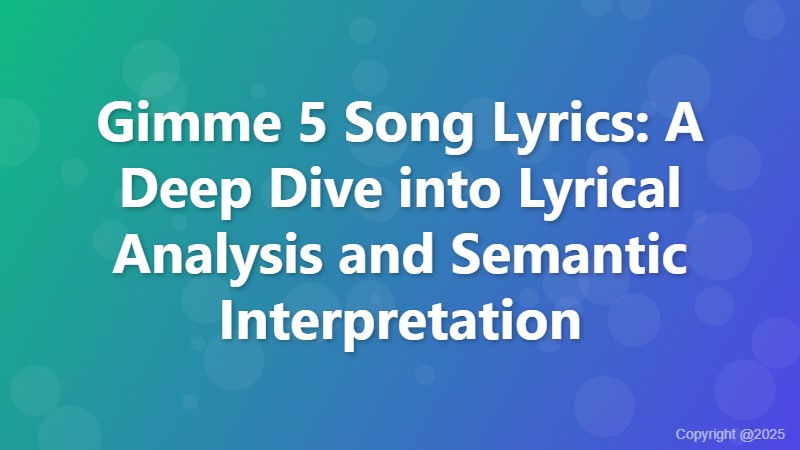 Gimme 5 Song Lyrics: A
Deep Dive into Lyrical
Analysis and Semantic
Interpretation
Copyright @2025